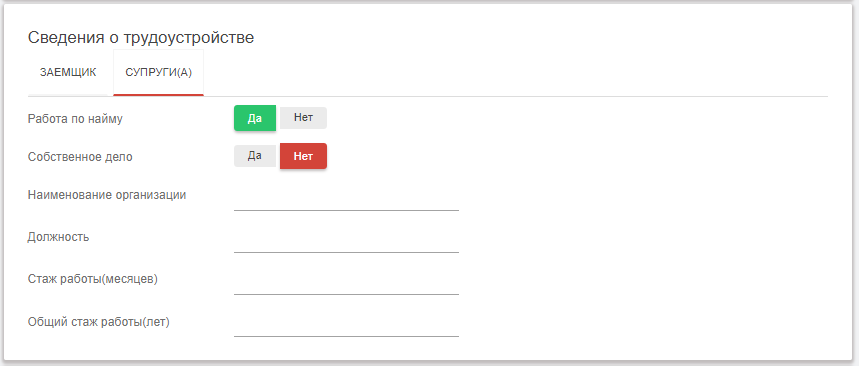 Сведения о трудоустройстве
ЗАЕМЩИК СУПРУГИ(А)
Работа по найму Да Нет
Собственное дело Да Нет
Наименование организации
Должность
Стаж работы(месяцев)
Общий стаж работы(лет)